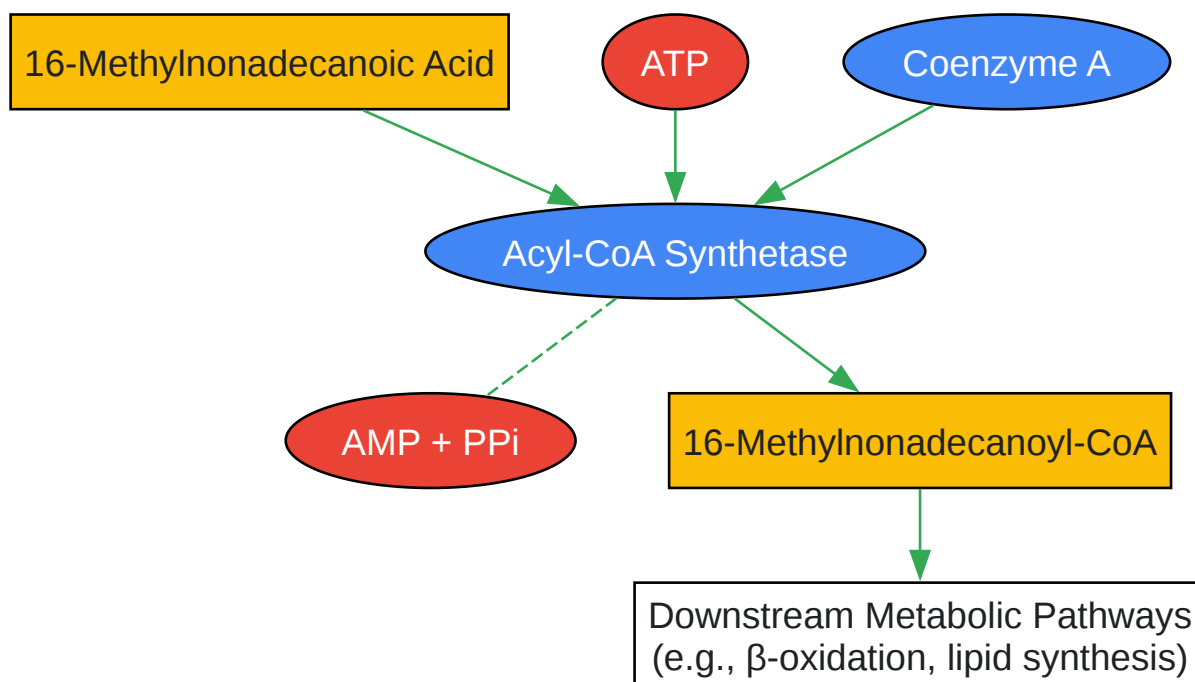 16-Methylnonadecanoic Acid
ATP
Coenzyme A
Acyl-CoA Synthetase
AMP + PPi
16-Methylnonadecanoyl-CoA
Downstream Metabolic Pathways
(e.g., β-oxidation, lipid synthesis)